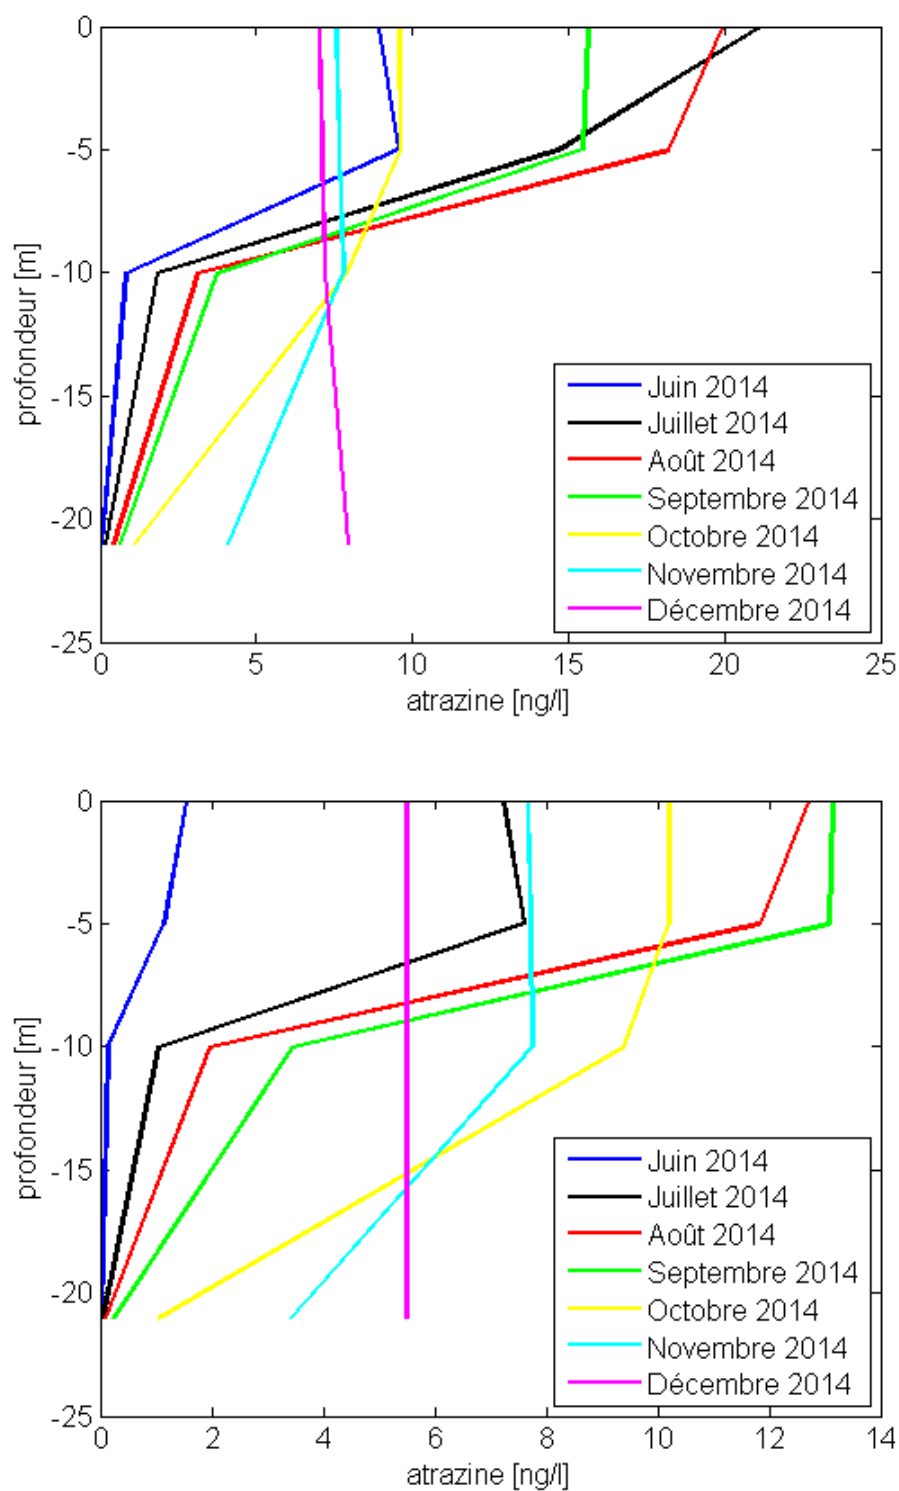 0
-5
-10
-15
-20
-25
profondeur [m]
Juin 2014
Juillet 2014
Août 2014
Septembre 2014
Octobre 2014
Novembre 2014
Décembre 2014
0 5 10 15 20 25
atrazine [ng/l]
0
-5
-10
-15
-20
-25
profondeur [m]
Juin 2014
Juillet 2014
Août 2014
Septembre 2014
Octobre 2014
Novembre 2014
Décembre 2014
0 2 4 6 8 10 12 14
atrazine [ng/l]